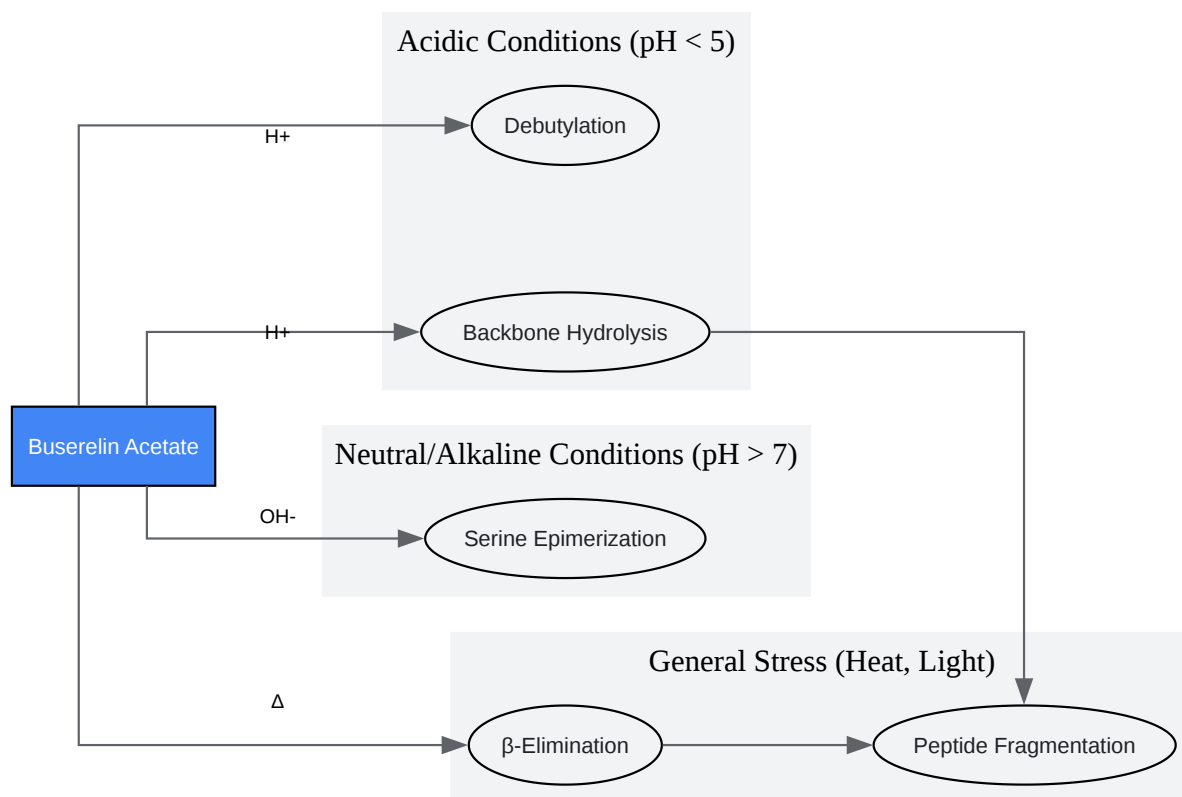 Acidic Conditions (pH < 5)
Debutylation
H+
Backbone Hydrolysis
H+
Buserelin Acetate
Neutral/Alkaline Conditions (pH > 7)
OH-
Serine Epimerization
General Stress (Heat, Light)
Δ
β-Elimination
Peptide Fragmentation